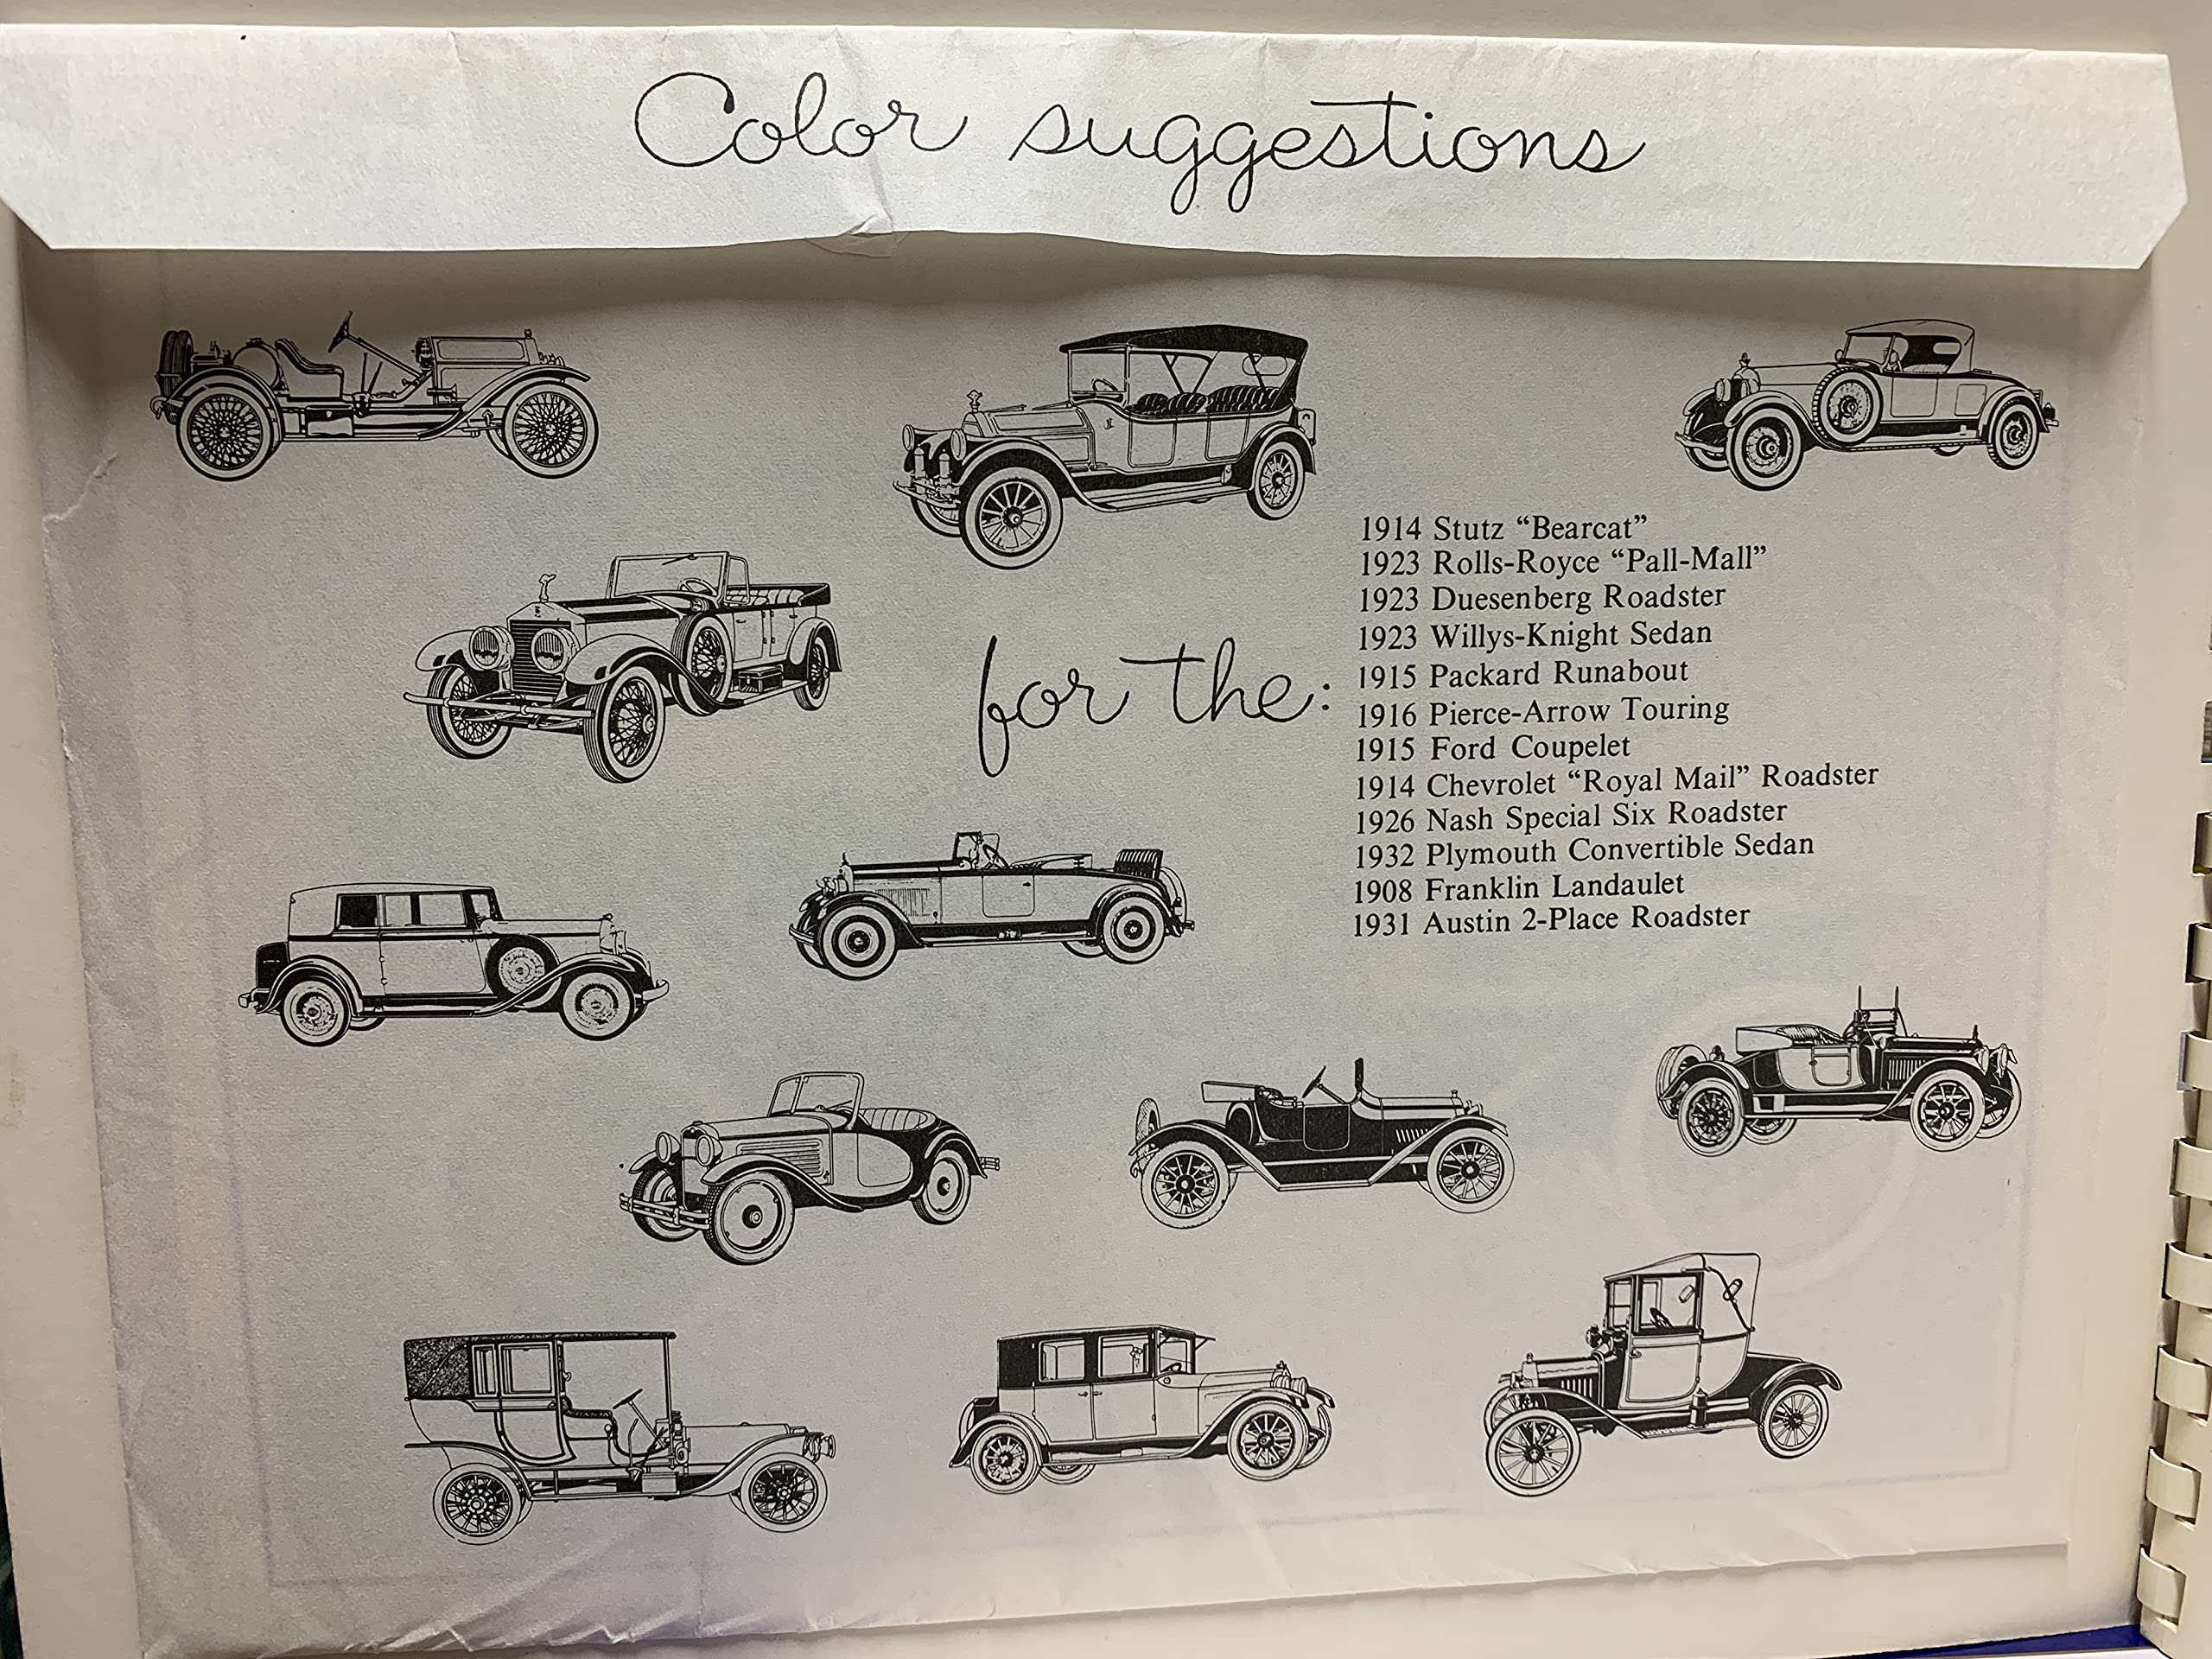 Color suggestions
for the:
1914 Stutz “Bearcat”
1923 Rolls-Royce “Pall-Mall”
1923 Duesenberg Roadster
1923 Willys-Knight Sedan
1915 Packard Runabout
1916 Pierce-Arrow Touring
1915 Ford Coupelet
1914 Chevrolet “Royal Mail” Roadster
1926 Nash Special Six Roadster
1932 Plymouth Convertible Sedan
1908 Franklin Landaulet
1931 Austin 2-Place Roadster